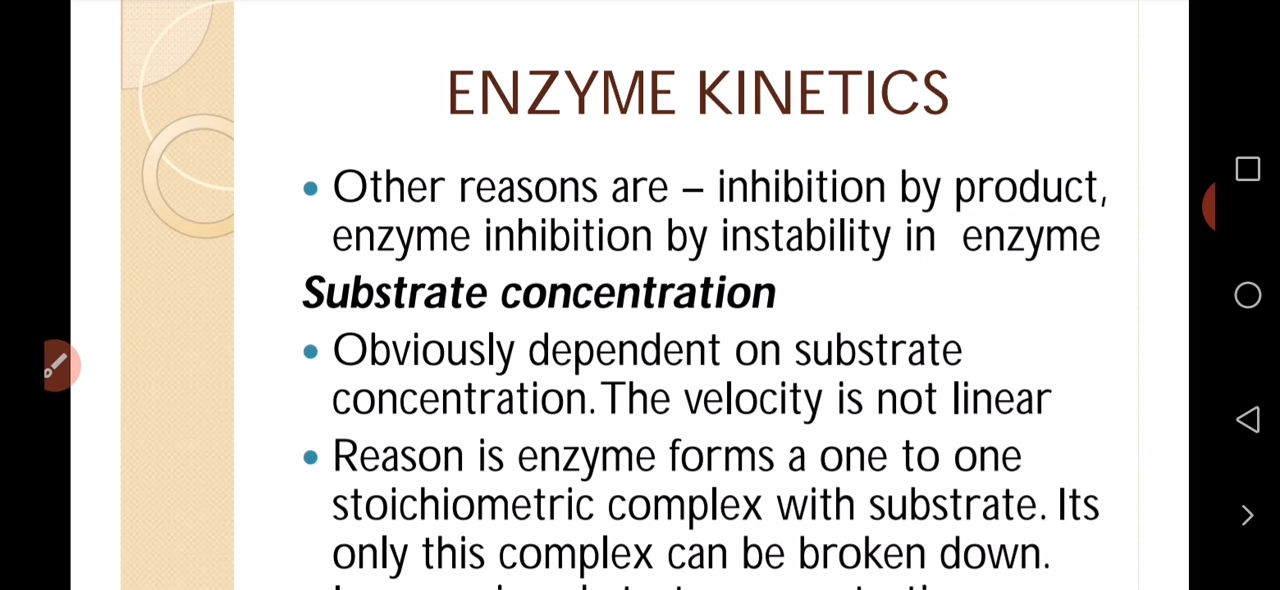 ENZYME KINETICS
• Other reasons are – inhibition by product,
enzyme inhibition by instability in enzyme
Substrate concentration
• Obviously dependent on substrate
concentration. The velocity is not linear
• Reason is enzyme forms a one to one
stoichiometric complex with substrate. Its
only this complex can be broken down.